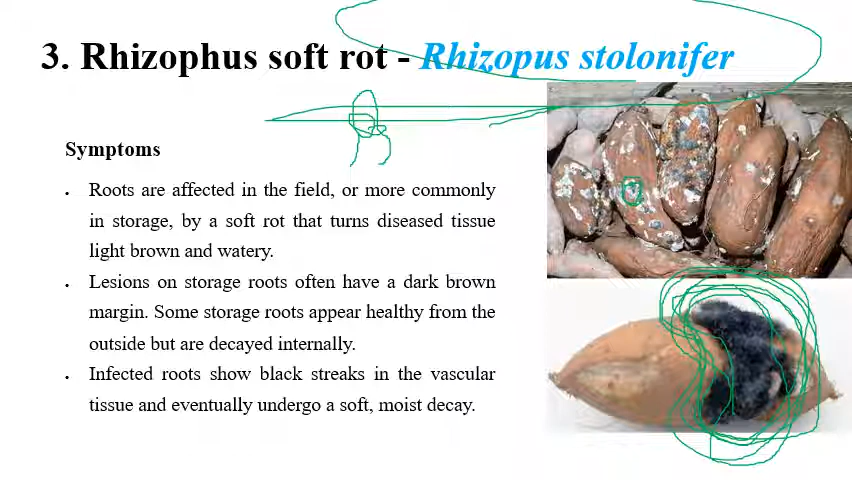 3. Rhizophus soft rot - Rhizopus stolonifer
Symptoms
• Roots are affected in the field, or more commonly
in storage, by a soft rot that turns diseased tissue
light brown and watery.
• Lesions on storage roots often have a dark brown
margin. Some storage roots appear healthy from the
outside but are decayed internally.
• Infected roots show black streaks in the vascular
tissue and eventually undergo a soft, moist decay.